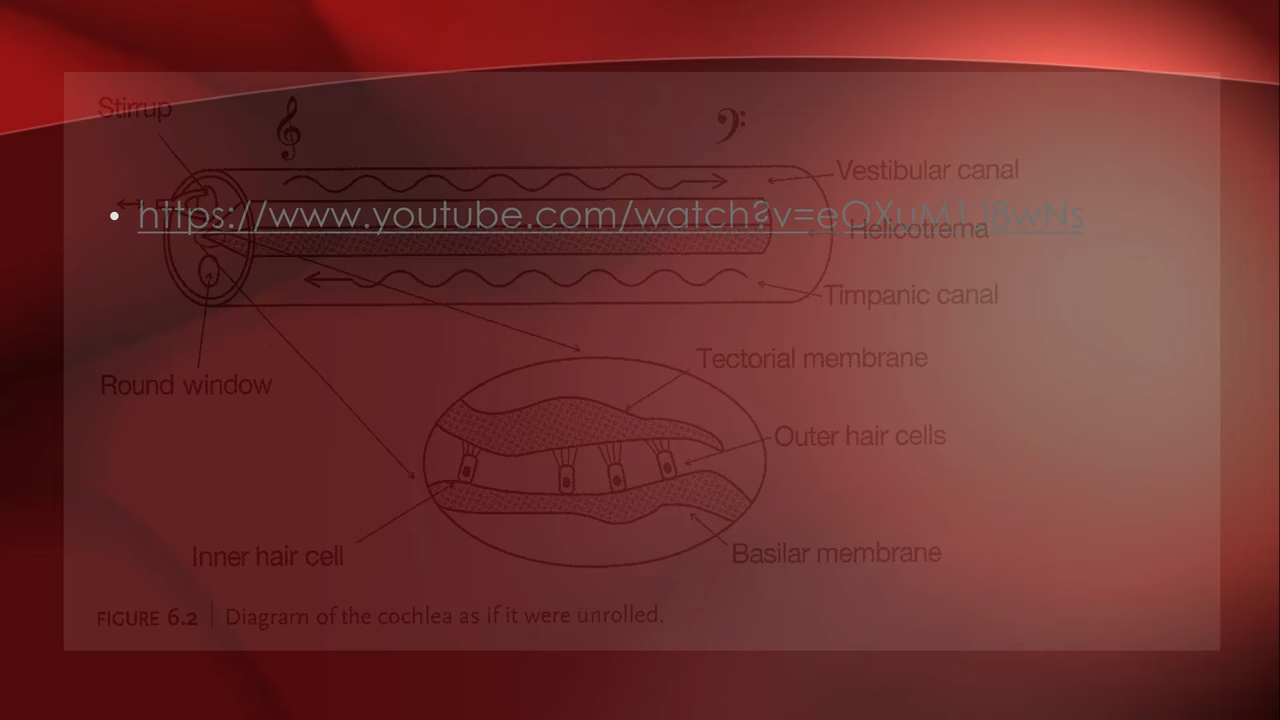 Stirrup
Vestibular canal
• https://www.youtube.com/watch?v=
Helicotrema
Timpanic canal
Tectorial membrane
Round window
Outer hair cells
Inner hair cell
Basilar membrane
FIGURE 6.2 | Diagram of the cochlea as if it were unrolled.